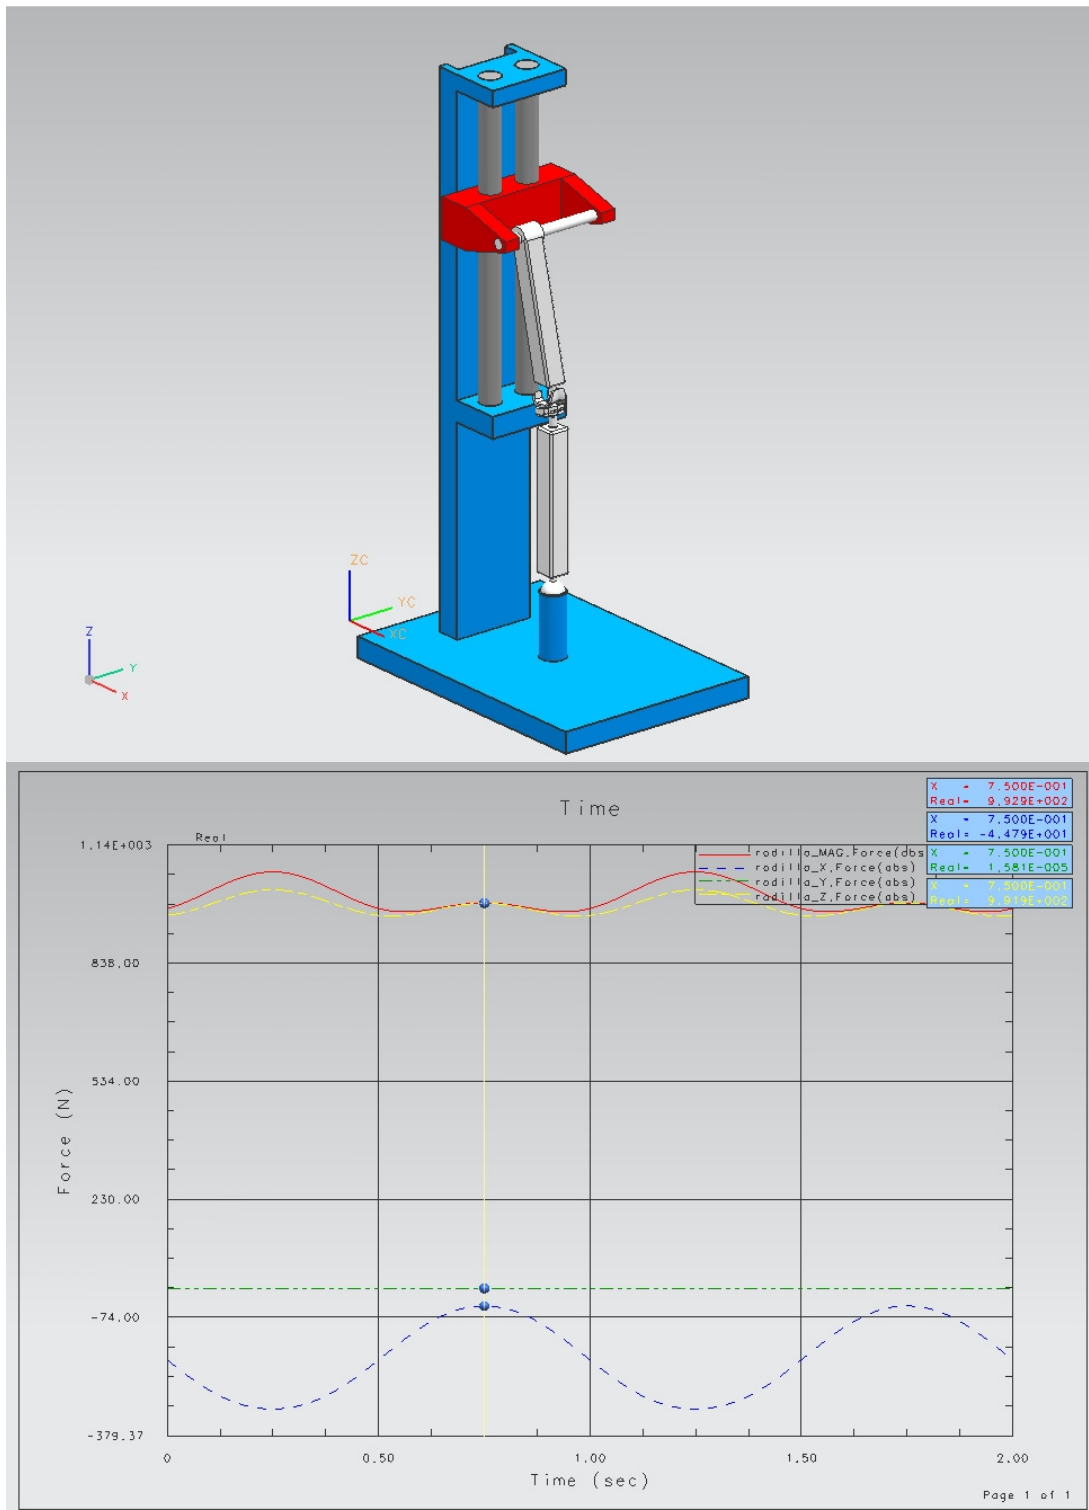 ZC
YC
XC
Z
Y
X
X = 7.500E-001
Real= 9.929E+002
X = 7.500E-001
Real= -4.479E+001
X = 7.500E-001
Real= 1.581E-005
X = 7.500E-001
Real= 9.919E+002
Time
Real
1.14E+003
rodilla_MAG,Force(abs
rodilla_X,Force(abs)
rodilla_Y,Force(abs)
rodilla_Z,Force(abs)
838.00
534.00
230.00
-74.00
-379.37
Force (N)
0
0.50
1.00
1.50
2.00
Time (sec)
Page 1 of 1